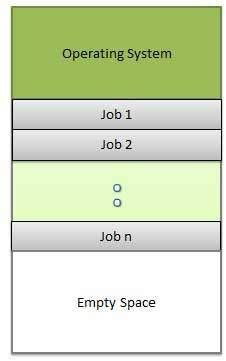 Operating System
Job 1
Job 2
O
O
Job n
Empty Space